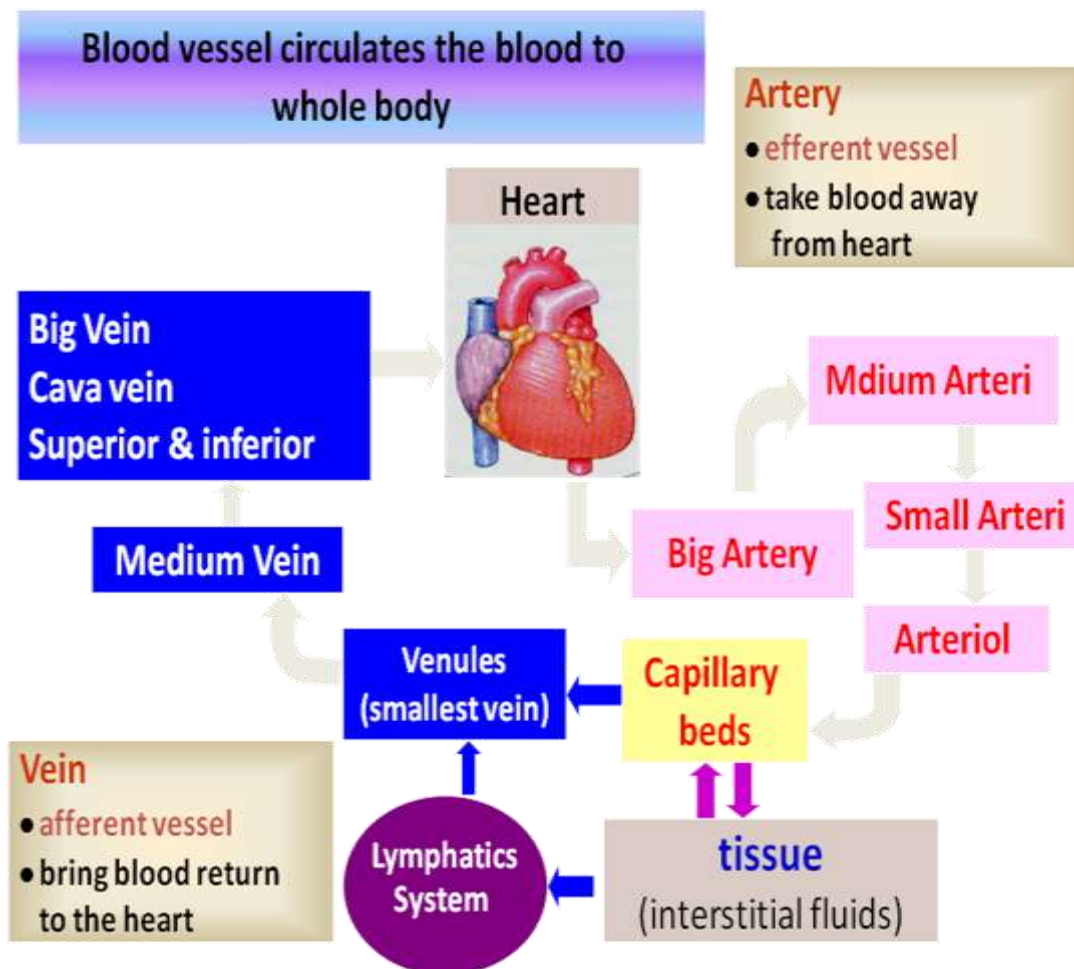 Blood vessel circulates the blood to
whole body
Artery
• efferent vessel
• take blood away
from heart
Heart
Big Vein
Cava vein
Superior & inferior
Mdium Arteri
Small Arteri
Big Artery
Medium Vein
Arteriol
Venules
(smallest vein)
Capillary
beds
Vein
• afferent vessel
• bring blood return
to the heart
Lymphatics
System
tissue
(interstitial fluids)